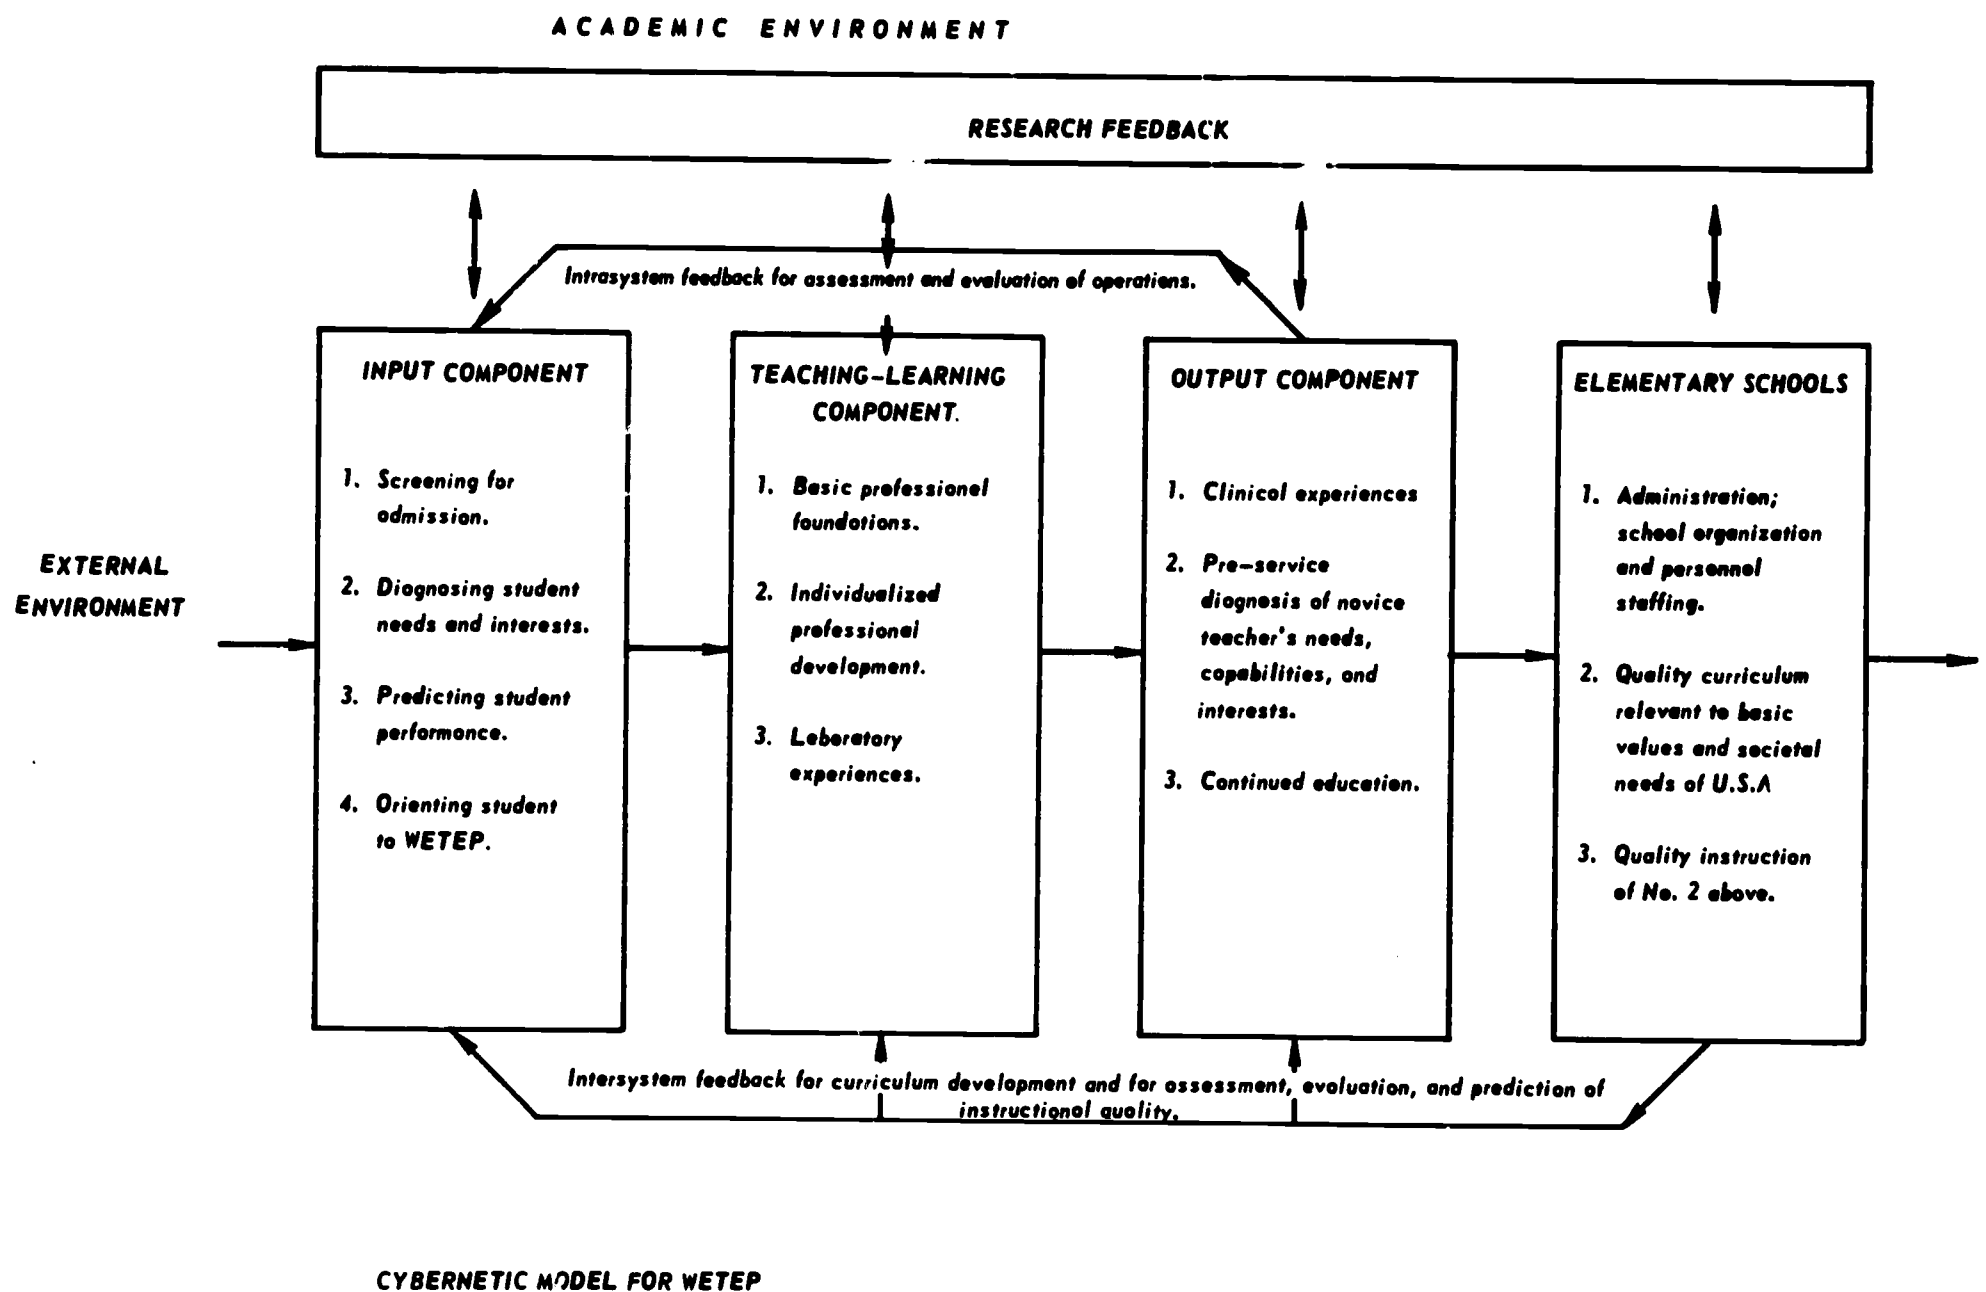 ACADEMIC ENVIRONMENT
RESEARCH FEEDBACK
Intrasystem feedback for assessment and evaluation of operations.
EXTERNAL
ENVIRONMENT
INPUT COMPONENT
1. Screening for
admission.
2. Diagnosing student
needs and interests.
3. Predicting student
performance.
4. Orienting student
to WETEP.
TEACHING-LEARNING
COMPONENT.
1. Basic professional
foundations.
2. Individualized
professional
development.
3. Laboratory
experiences.
OUTPUT COMPONENT
1. Clinical experiences
2. Pre-service
diagnosis of novice
teacher's needs,
capabilities, and
interests.
3. Continued education.
ELEMENTARY SCHOOLS
1. Administration;
school organization
and personnel
staffing.
2. Quality curriculum
relevant to basic
values and societal
needs of U.S.A
3. Quality instruction
of No. 2 above.
Intersystem feedback for curriculum development and for assessment, evaluation, and prediction of
instructional quality.
CYBERNETIC MODEL FOR WETEP